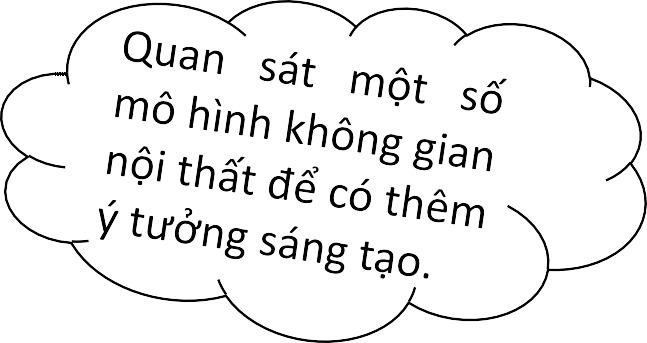 Quan sát một số
mô hình không gian
nội thất để có thêm
ý tưởng sáng tạo.